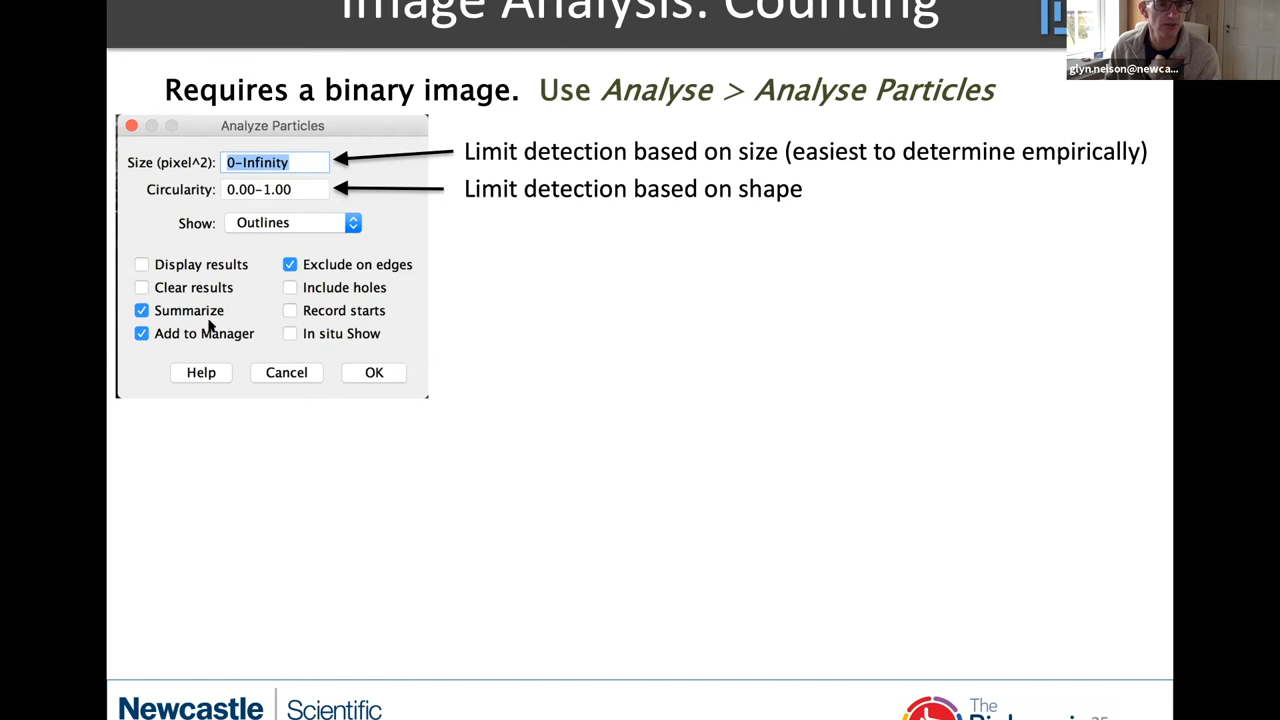 Image Analysis: Counting
glyn.nelson@newca...
Requires a binary image. Use Analyse > Analyse Particles
Analyze Particles
Size (pixel^2): 0-Infinity
Limit detection based on size (easiest to determine empirically)
Circularity: 0.00-1.00
Limit detection based on shape
Show: Outlines
Display results Exclude on edges
Clear results Include holes
Summarize Record starts
Add to Manager In situ Show
Help Cancel OK
Newcastle Scientific
The